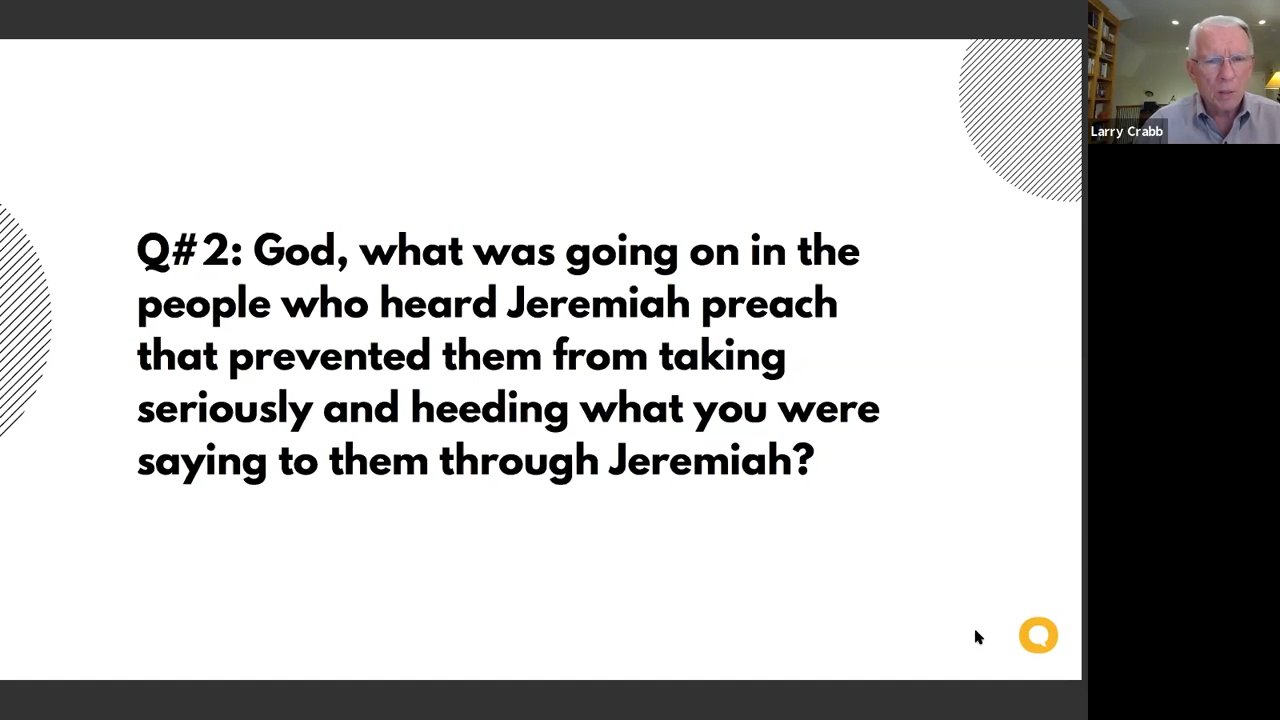 Q#2: God, what was going on in the
people who heard Jeremiah preach
that prevented them from taking
seriously and heeding what you were
saying to them through Jeremiah?
Larry Crabb